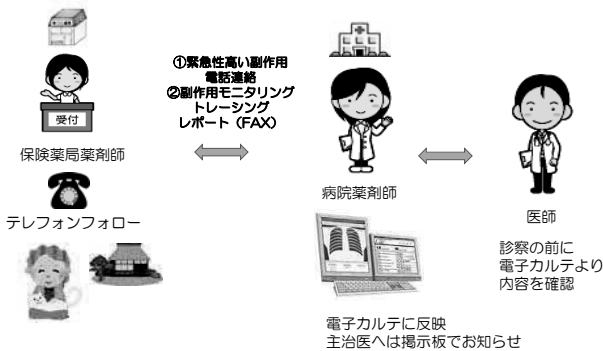 ①緊急性高い副作用
電話連絡
②副作用モニタリング
トレーシング
レポート（FAX）
受付
保険薬局薬剤師
病院薬剤師
医師
テレフォンフォロー
診察の前に
電子カルテより
内容を確認
電子カルテに反映
主治医へは掲示板でお知らせ